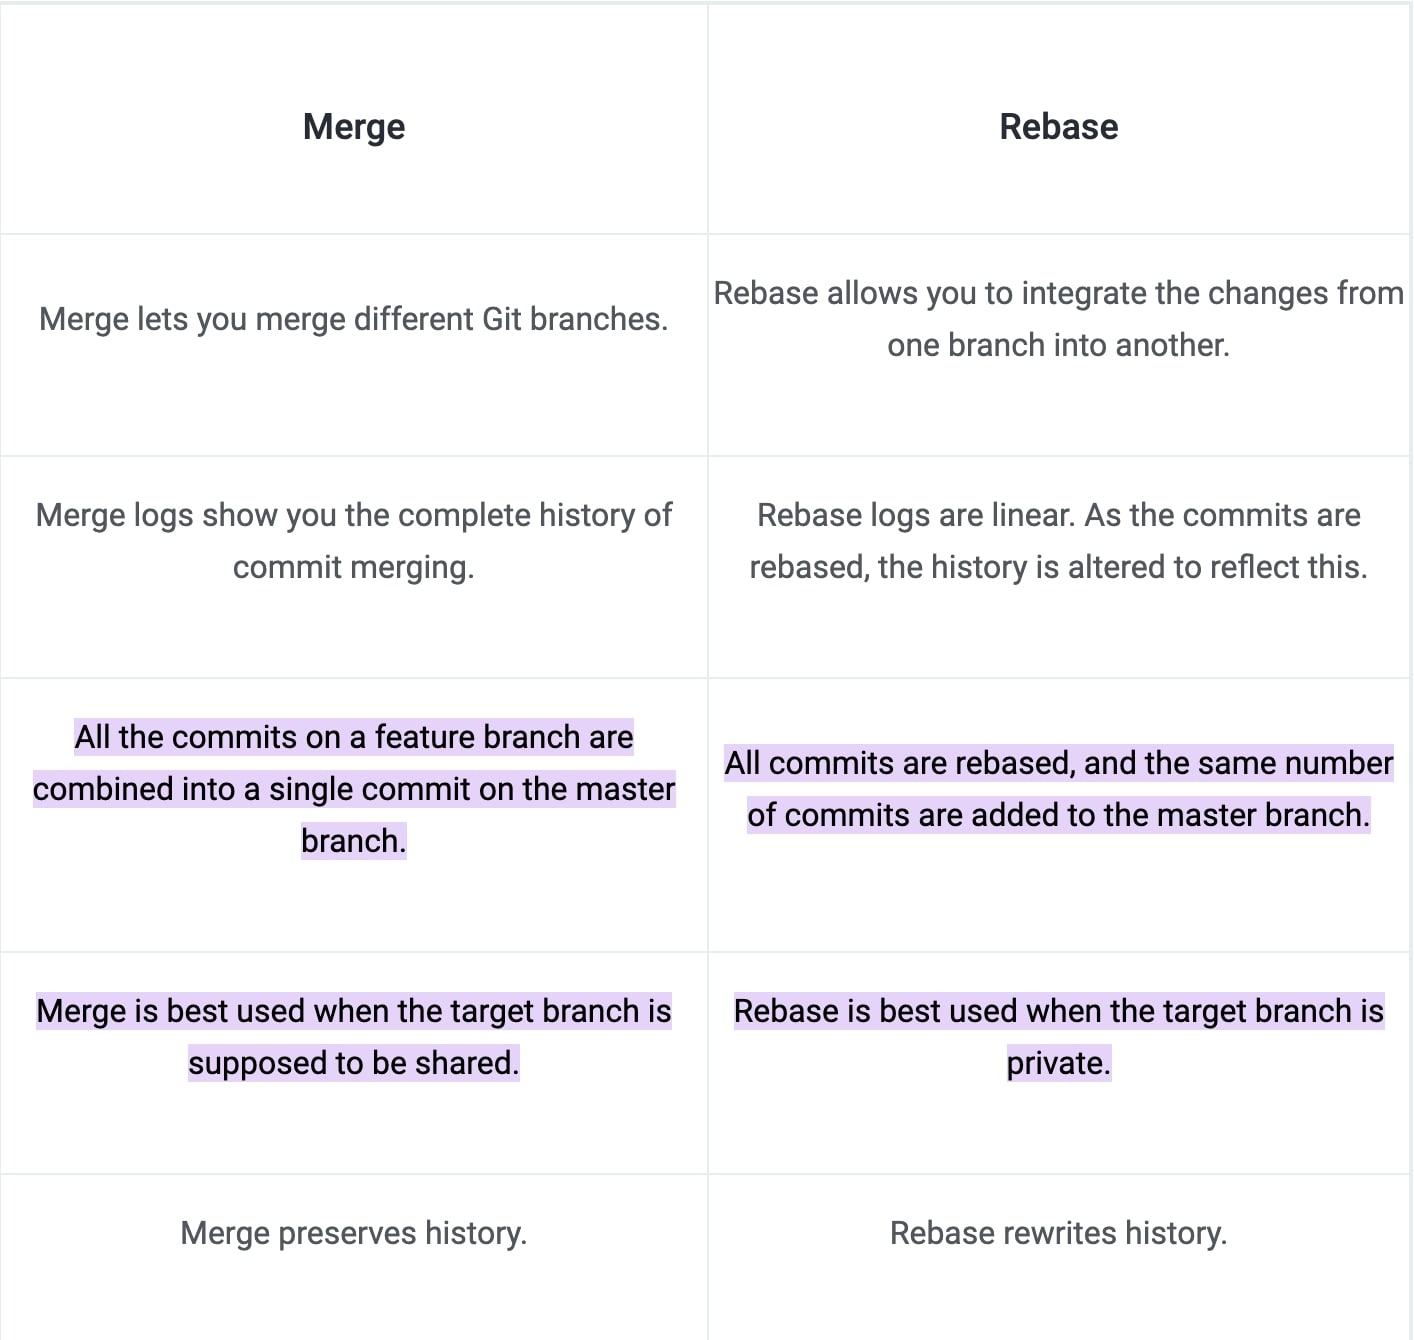 Merge
Rebase
Merge lets you merge different Git branches.
Rebase allows you to integrate the changes from
one branch into another.
Merge logs show you the complete history of
commit merging.
Rebase logs are linear. As the commits are
rebased, the history is altered to reflect this.
All the commits on a feature branch are
combined into a single commit on the master
branch.
All commits are rebased, and the same number
of commits are added to the master branch.
Merge is best used when the target branch is
supposed to be shared.
Rebase is best used when the target branch is
private.
Merge preserves history.
Rebase rewrites history.